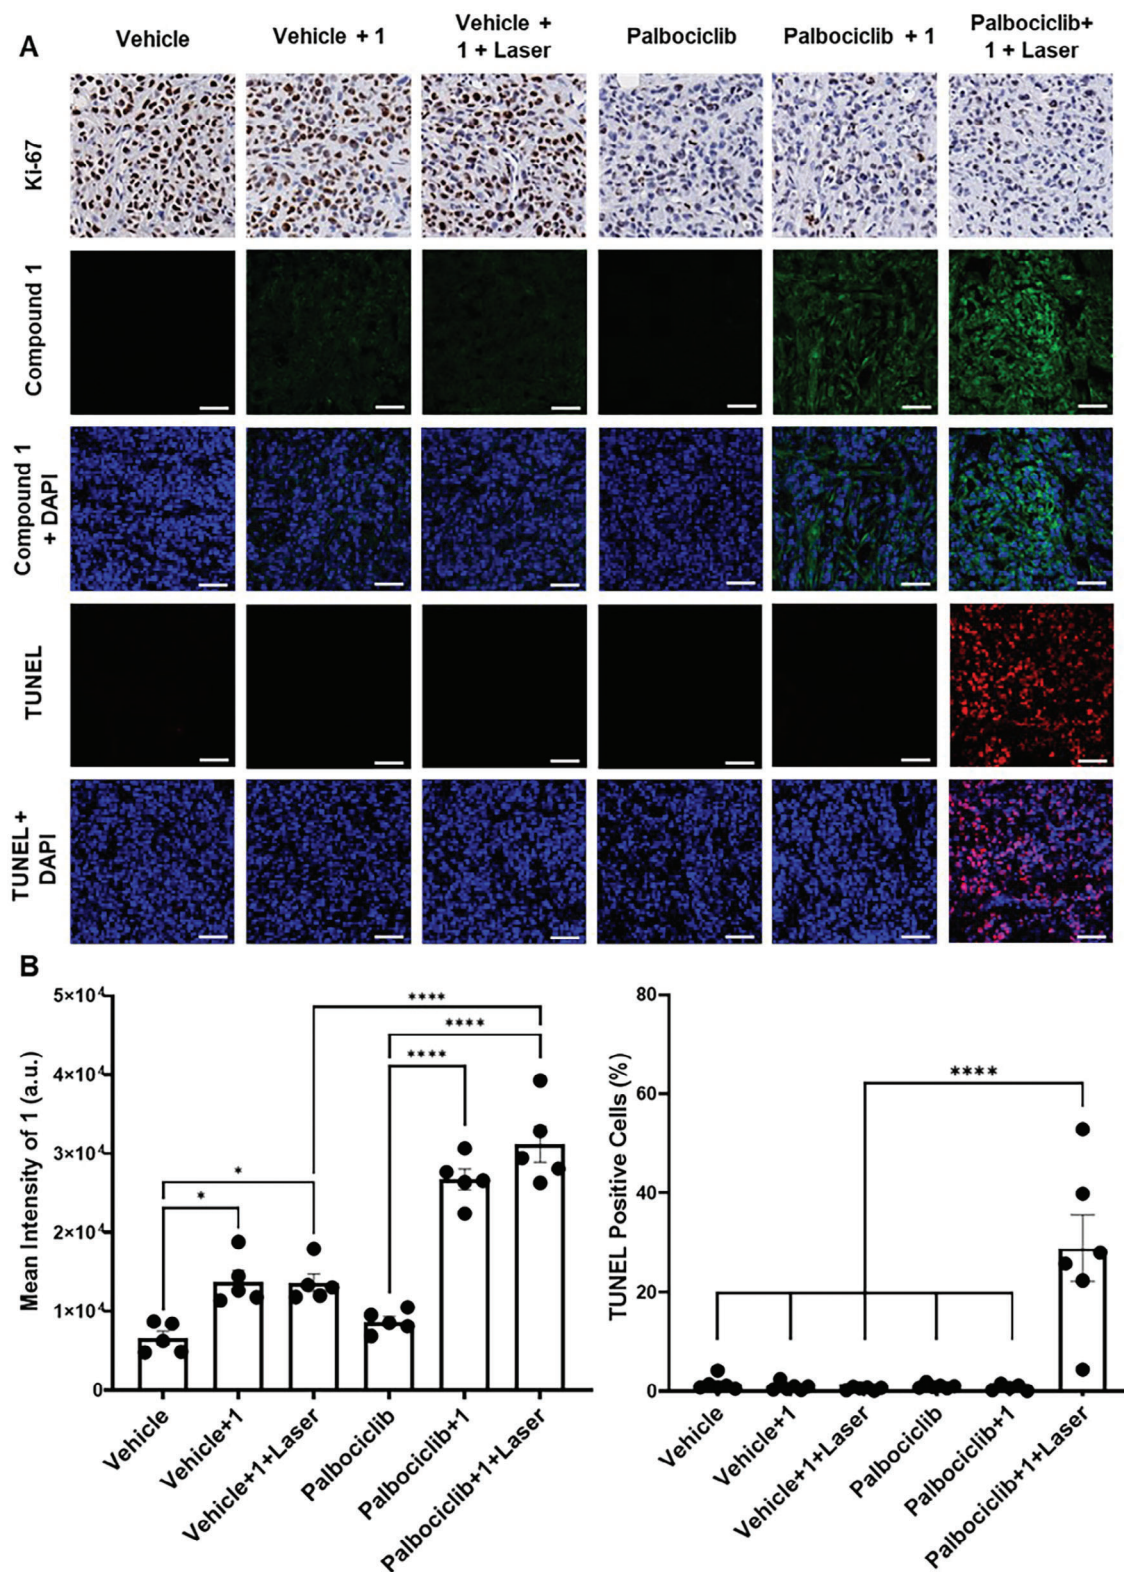 A
Vehicle
Vehicle + 1
Vehicle +
1 + Laser
Palbociclib
Palbociclib + 1
Palbociclib+
1 + Laser
Ki-67
Compound 1
Compound 1
+ DAPI
TUNEL
TUNEL +
DAPI
B
Mean Intensity of 1 (a.u.)
5×10⁴
4×10⁴
3×10⁴
2×10⁴
1×10⁴
0
****
****
****
*
*
Vehicle
Vehicle+1
Vehicle+1+Laser
Palbociclib
Palbociclib+1
Palbociclib+1+Laser
TUNEL Positive Cells (%)
80
60
40
20
0
****
Vehicle
Vehicle+1
Vehicle+1+Laser
Palbociclib
Palbociclib+1
Palbociclib+1+Laser